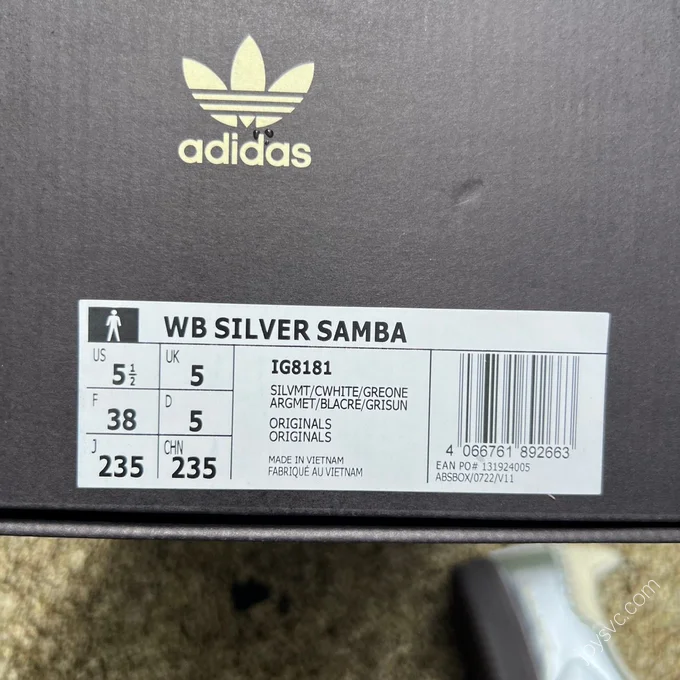 adidas
WB SILVER SAMBA
US 5 1/2
UK 5
F 38
D 5
J 235
CHN 235
IG8181
SILVMT/CWHITE/GREONE
ARGMET/BLACRE/GRISUN
ORIGINALS
ORIGINALS
MADE IN VIETNAM
FABRIQUÉ AU VIETNAM
4 066761 892663
EAN PO# 131924005
ABSBOX/0722/V11
pysvc.com